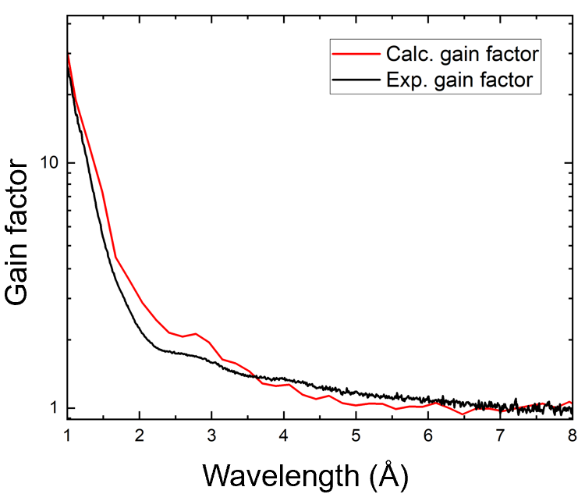 Calc. gain factor
Exp. gain factor
Gain factor
10
1
1 2 3 4 5 6 7 8
Wavelength (Å)